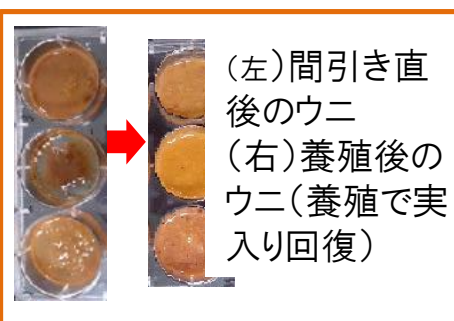 （左）間引き直
後のウニ
（右）養殖後の
ウニ（養殖で実
入り回復）